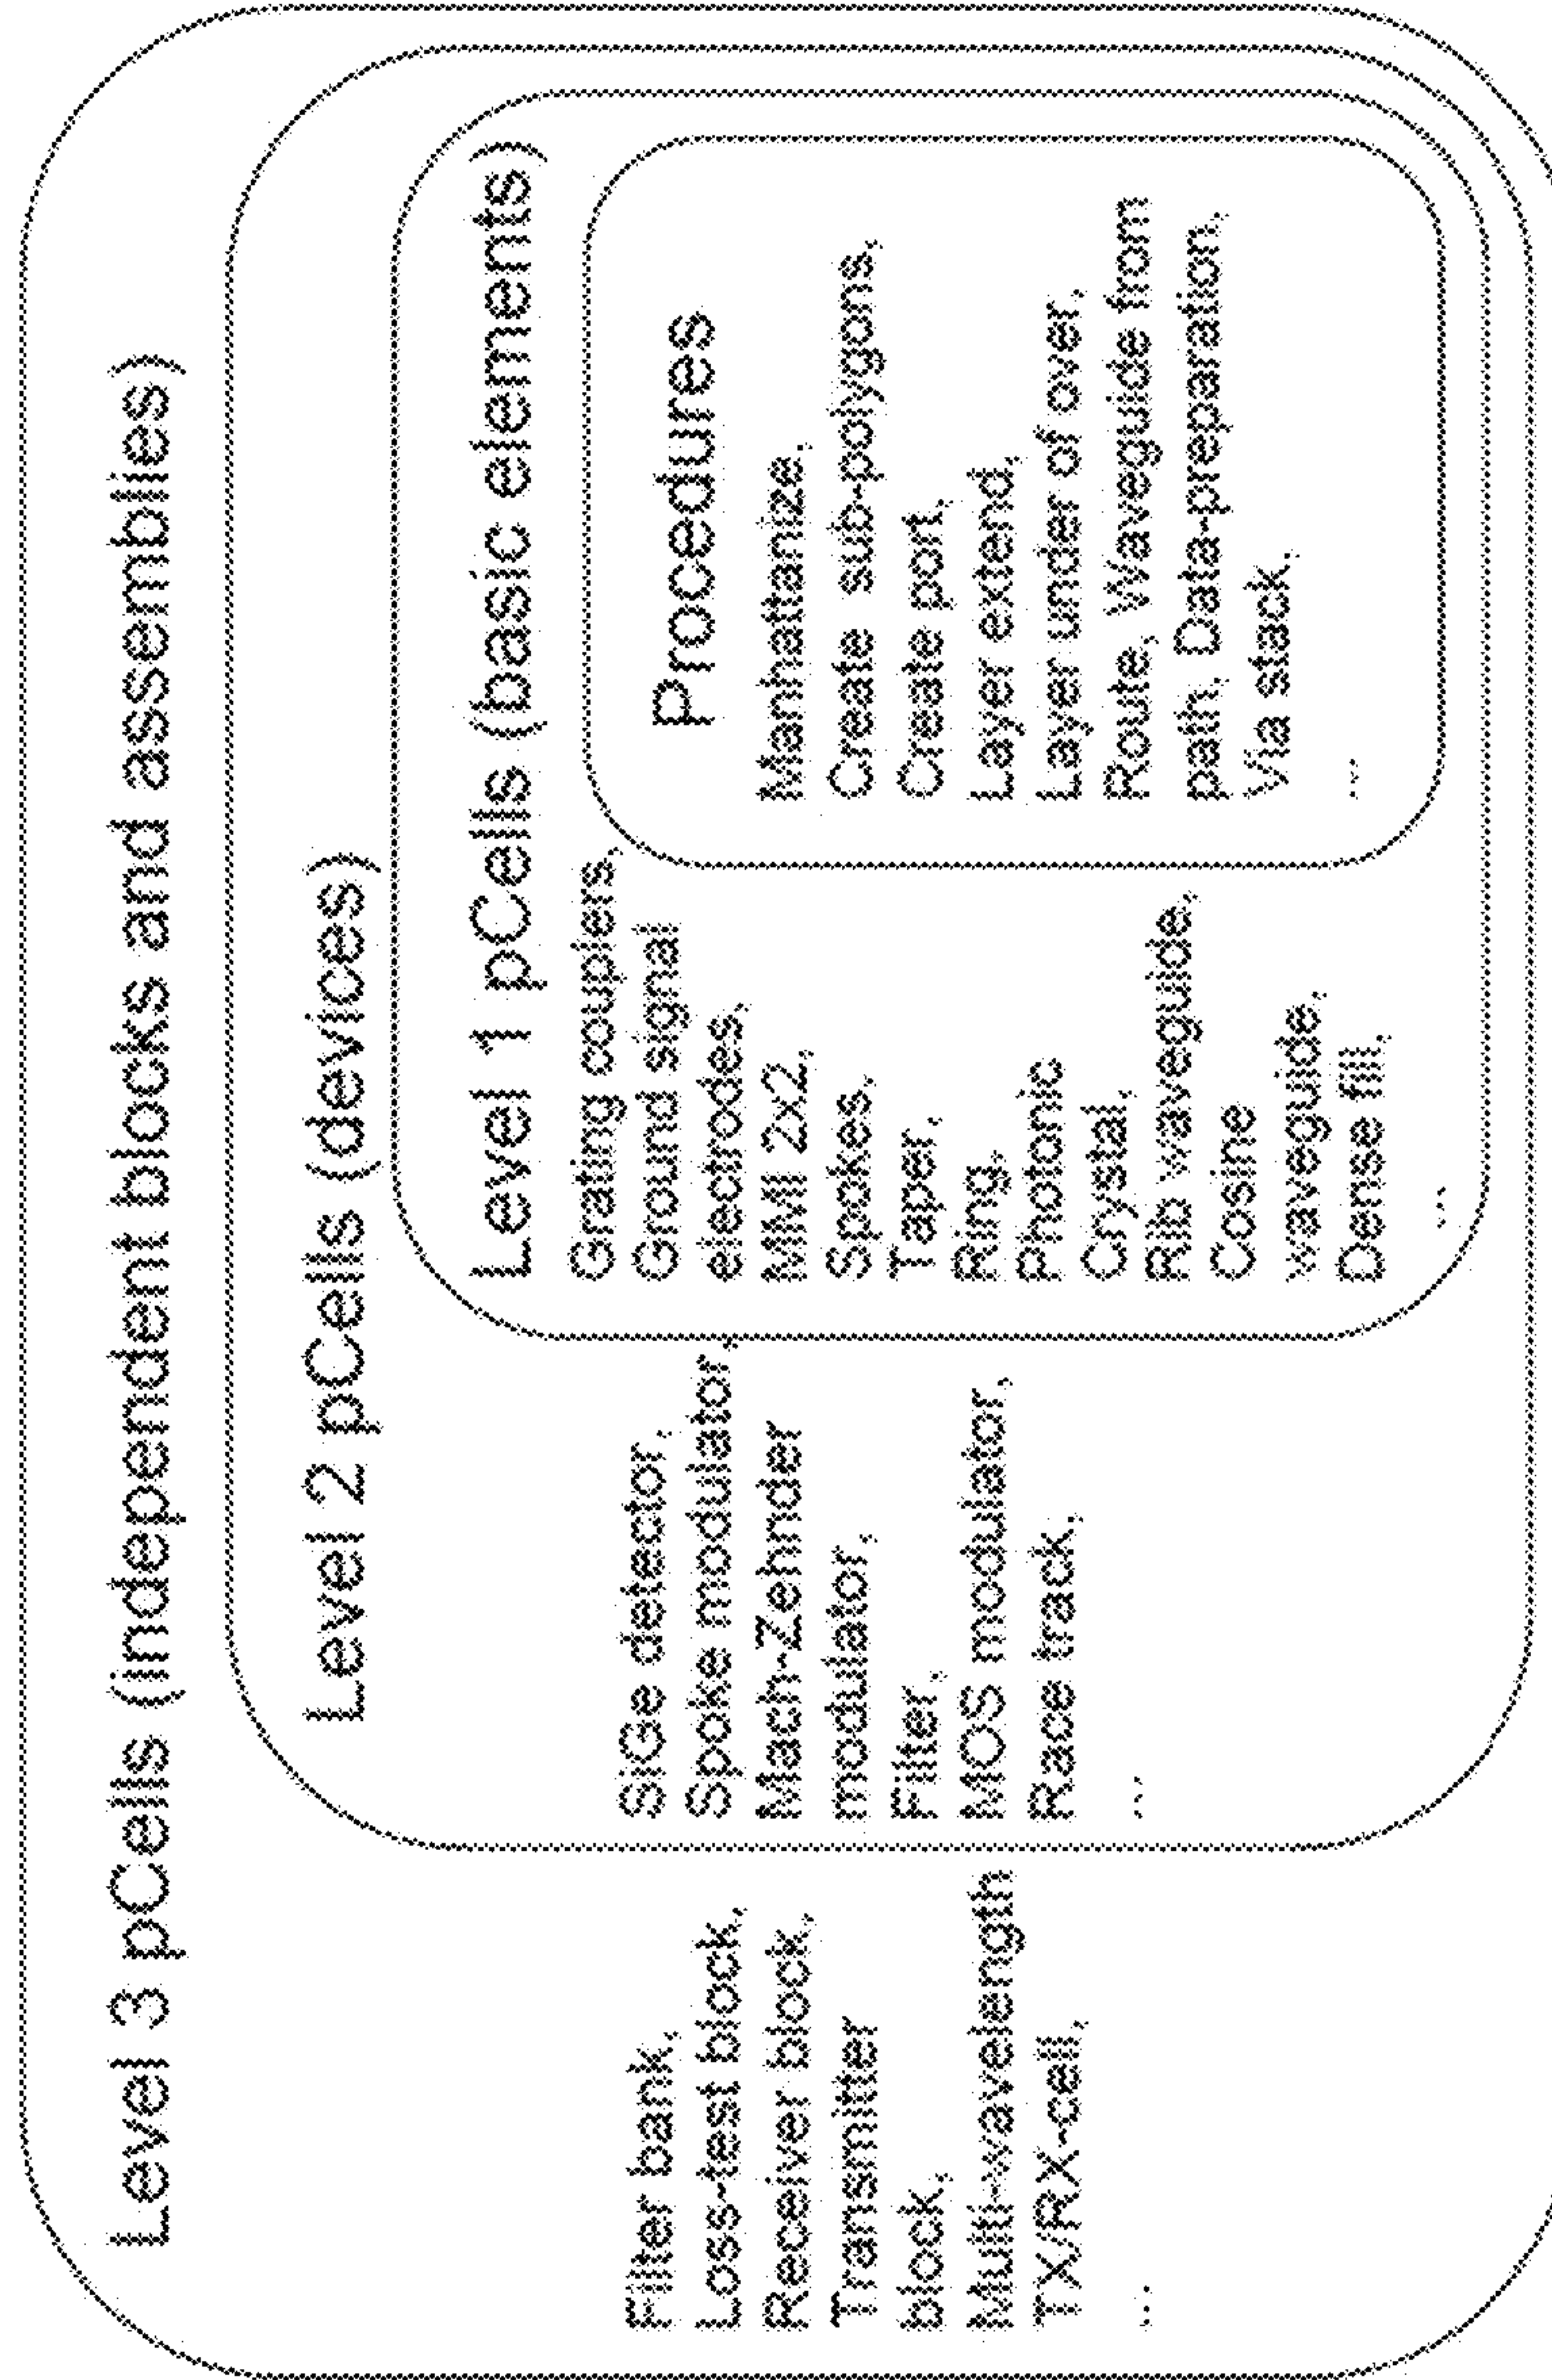 Level 3 pCells (independent blocks and assemblies)
Filter bank,
Loss-test block,
Receiver block,
Transmitter
block,
Multi-wavelength
TX/RX-cell,
...
Level 2 pCells (devices)
SiGe detector,
Spoke modulator,
Mach-Zehnder
modulator,
Filter,
MOS modulator,
Race track,
...
Level 1 pCells (basic elements)
Grating couplers,
Ground signal
electrodes,
MMI 2x2,
Spokes,
Taper,
Ring,
Photonic
Crystal,
Rib waveguide,
Cosine
waveguide,
Dense fill,
...
Procedures
Manhattanize,
Create sub-polygons,
Create port,
Layer extend,
Layer under of over,
Route, Waveguide from
path, Data-preparation,
Via stack,
...